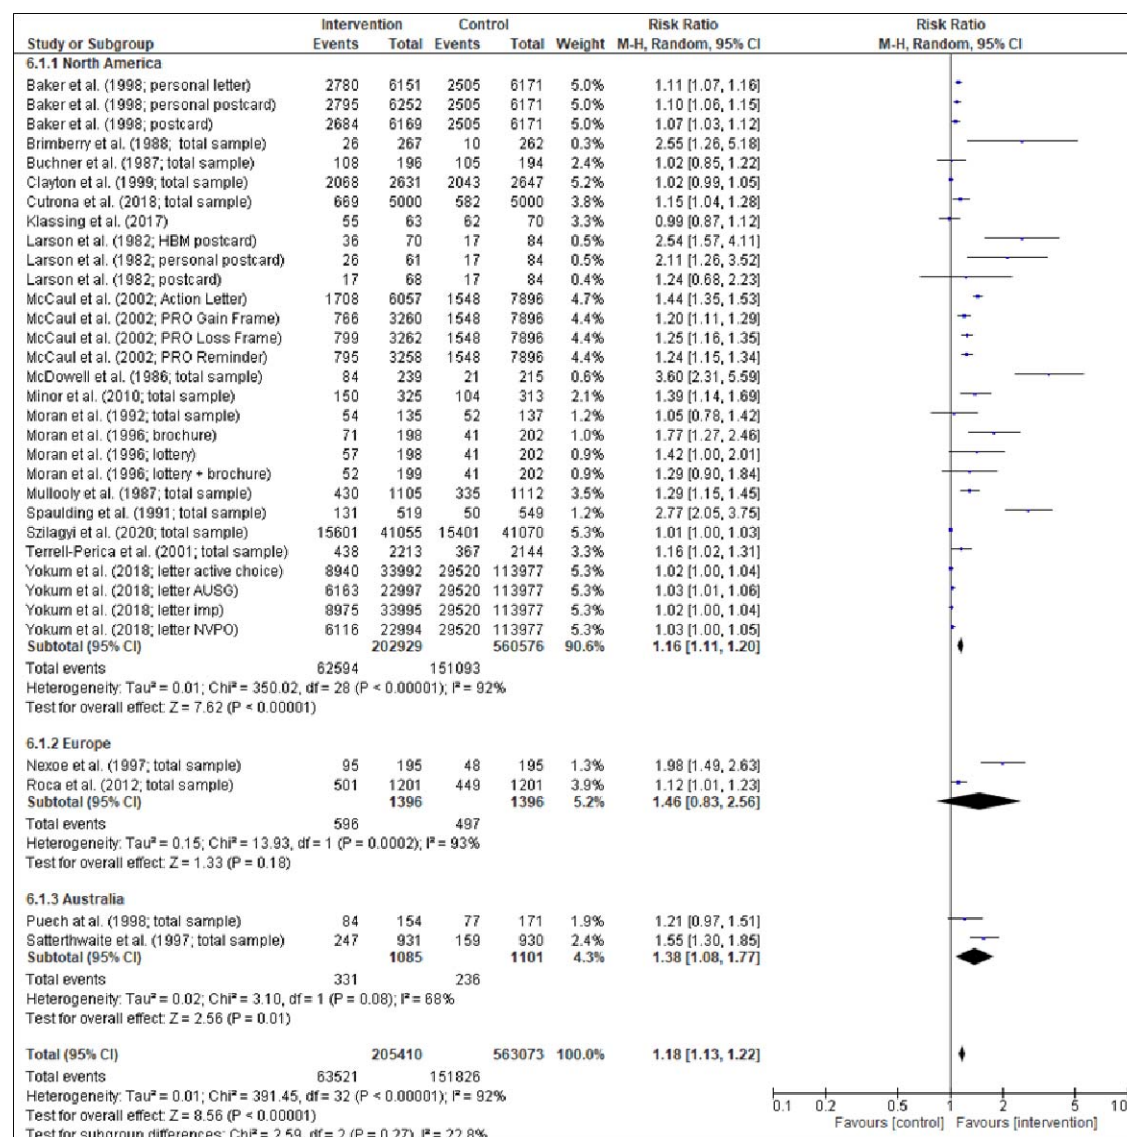 Intervention Control Risk Ratio Risk Ratio
Study or Subgroup Events Total Events Total Weight M-H, Random, 95% CI M-H, Random, 95% CI
6.1.1 North America
Baker et al. (1998; personal letter) 2780 6151 2505 6171 5.0% 1.11 [1.07, 1.16]
Baker et al. (1998; personal postcard) 2795 6252 2505 6171 5.0% 1.10 [1.06, 1.15]
Baker et al. (1998; postcard) 2684 6169 2505 6171 5.0% 1.07 [1.03, 1.12]
Brimberry et al. (1988; total sample) 26 267 10 262 0.3% 2.55 [1.26, 5.18]
Buchner et al. (1987; total sample) 108 196 105 194 2.4% 1.02 [0.85, 1.22]
Clayton et al. (1999; total sample) 2068 2631 2043 2647 5.2% 1.02 [0.99, 1.05]
Cutrona et al. (2018; total sample) 669 5000 582 5000 3.8% 1.15 [1.04, 1.28]
Klassing et al. (2017) 55 63 62 70 3.3% 0.99 [0.87, 1.12]
Larson et al. (1982; HBM postcard) 36 70 17 84 0.5% 2.54 [1.57, 4.11]
Larson et al. (1982; personal postcard) 26 61 17 84 0.5% 2.11 [1.26, 3.52]
Larson et al. (1982; postcard) 17 68 17 84 0.4% 1.24 [0.68, 2.23]
McCaul et al. (2002; Action Letter) 1708 6057 1548 7896 4.7% 1.44 [1.35, 1.53]
McCaul et al. (2002; PRO Gain Frame) 766 3260 1548 7896 4.4% 1.20 [1.11, 1.29]
McCaul et al. (2002; PRO Loss Frame) 799 3262 1548 7896 4.4% 1.25 [1.16, 1.35]
McCaul et al. (2002; PRO Reminder) 795 3258 1548 7896 4.4% 1.24 [1.15, 1.34]
McDowell et al. (1986; total sample) 84 239 21 215 0.6% 3.60 [2.31, 5.59]
Minor et al. (2010; total sample) 150 325 104 313 2.1% 1.39 [1.14, 1.69]
Moran et al. (1992; total sample) 54 135 52 137 1.2% 1.05 [0.78, 1.42]
Moran et al. (1996; brochure) 71 198 41 202 1.0% 1.77 [1.27, 2.46]
Moran et al. (1996; lottery) 57 198 41 202 0.9% 1.42 [1.00, 2.01]
Moran et al. (1996; lottery + brochure) 52 199 41 202 0.9% 1.29 [0.90, 1.84]
Mullooly et al. (1987; total sample) 430 1105 335 1112 3.5% 1.29 [1.15, 1.45]
Spaulding et al. (1991; total sample) 131 519 50 549 1.2% 2.77 [2.05, 3.75]
Szilagyi et al. (2020; total sample) 15601 41055 15401 41070 5.3% 1.01 [1.00, 1.03]
Terrell-Perica et al. (2001; total sample) 438 2213 367 2144 3.3% 1.16 [1.02, 1.31]
Yokum et al. (2018; letter active choice) 8940 33992 29520 113977 5.3% 1.02 [1.00, 1.04]
Yokum et al. (2018; letter AUSG) 6163 22997 29520 113977 5.3% 1.03 [1.01, 1.06]
Yokum et al. (2018; letter imp) 8975 33995 29520 113977 5.3% 1.02 [1.00, 1.04]
Yokum et al. (2018; letter NVPO) 6116 22994 29520 113977 5.3% 1.03 [1.00, 1.05]
Subtotal (95% CI) 202929 560576 90.6% 1.16 [1.11, 1.20]
Total events 62594 151093
Heterogeneity: Tau² = 0.01; Chi² = 350.02, df = 28 (P < 0.00001); I² = 92%
Test for overall effect: Z = 7.62 (P < 0.00001)
6.1.2 Europe
Nexoe et al. (1997; total sample) 95 195 48 195 1.3% 1.98 [1.49, 2.63]
Roca et al. (2012; total sample) 501 1201 449 1201 3.9% 1.12 [1.01, 1.23]
Subtotal (95% CI) 1396 1396 5.2% 1.46 [0.83, 2.56]
Total events 596 497
Heterogeneity: Tau² = 0.15; Chi² = 13.93, df = 1 (P = 0.0002); I² = 93%
Test for overall effect: Z = 1.33 (P = 0.18)
6.1.3 Australia
Puech at al. (1998; total sample) 84 154 77 171 1.9% 1.21 [0.97, 1.51]
Satterthwaite et al. (1997; total sample) 247 931 159 930 2.4% 1.55 [1.30, 1.85]
Subtotal (95% CI) 1085 1101 4.3% 1.38 [1.08, 1.77]
Total events 331 236
Heterogeneity: Tau² = 0.02; Chi² = 3.10, df = 1 (P = 0.08); I² = 68%
Test for overall effect: Z = 2.56 (P = 0.01)
Total (95% CI) 205410 563073 100.0% 1.18 [1.13, 1.22]
Total events 63521 151826
Heterogeneity: Tau² = 0.01; Chi² = 391.45, df = 32 (P < 0.00001); I² = 92%
Test for overall effect: Z = 8.56 (P < 0.00001)
Test for subgroup differences: Chi² = 2.59, df = 2 (P = 0.27), I² = 22.8%
0.1 0.2 0.5 1 2 5 10
Favours [control] Favours [intervention]